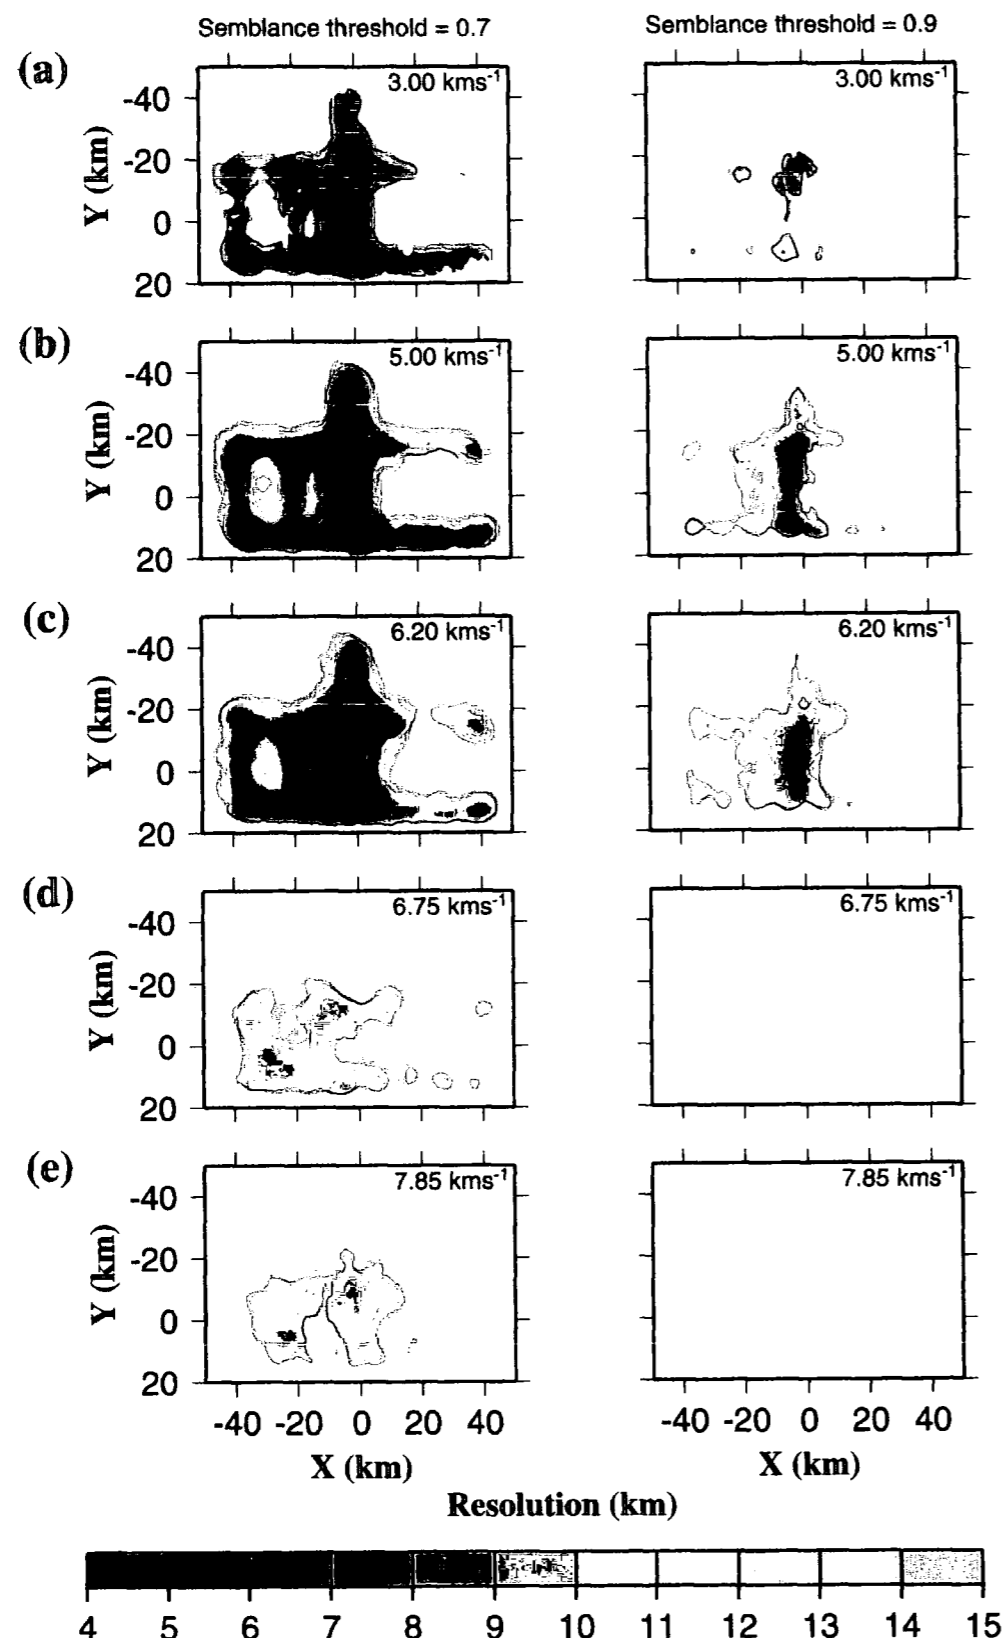 Semblance threshold = 0.7
Semblance threshold = 0.9
(a)
3.00 kms⁻¹
3.00 kms⁻¹
-40
-20
0
20
Y (km)
(b)
5.00 kms⁻¹
5.00 kms⁻¹
-40
-20
0
20
Y (km)
(c)
6.20 kms⁻¹
6.20 kms⁻¹
-40
-20
0
20
Y (km)
(d)
6.75 kms⁻¹
6.75 kms⁻¹
-40
-20
0
20
Y (km)
(e)
7.85 kms⁻¹
7.85 kms⁻¹
-40
-20
0
20
Y (km)
-40 -20 0 20 40
-40 -20 0 20 40
X (km)
X (km)
Resolution (km)
4 5 6 7 8 9 10 11 12 13 14 15